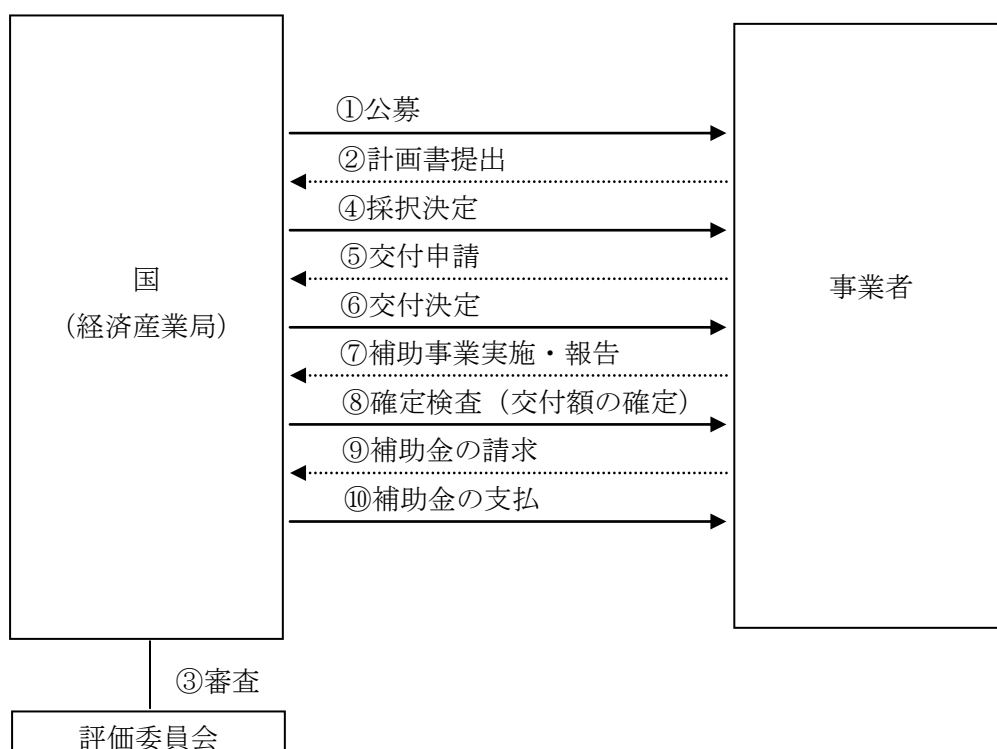 ①公募
②計画書提出
④採択決定
⑤交付申請
国
（経済産業局）
事業者
⑥交付決定
⑦補助事業実施・報告
⑧確定検査（交付額の確定）
⑨補助金の請求
⑩補助金の支払
③審査
評価委員会